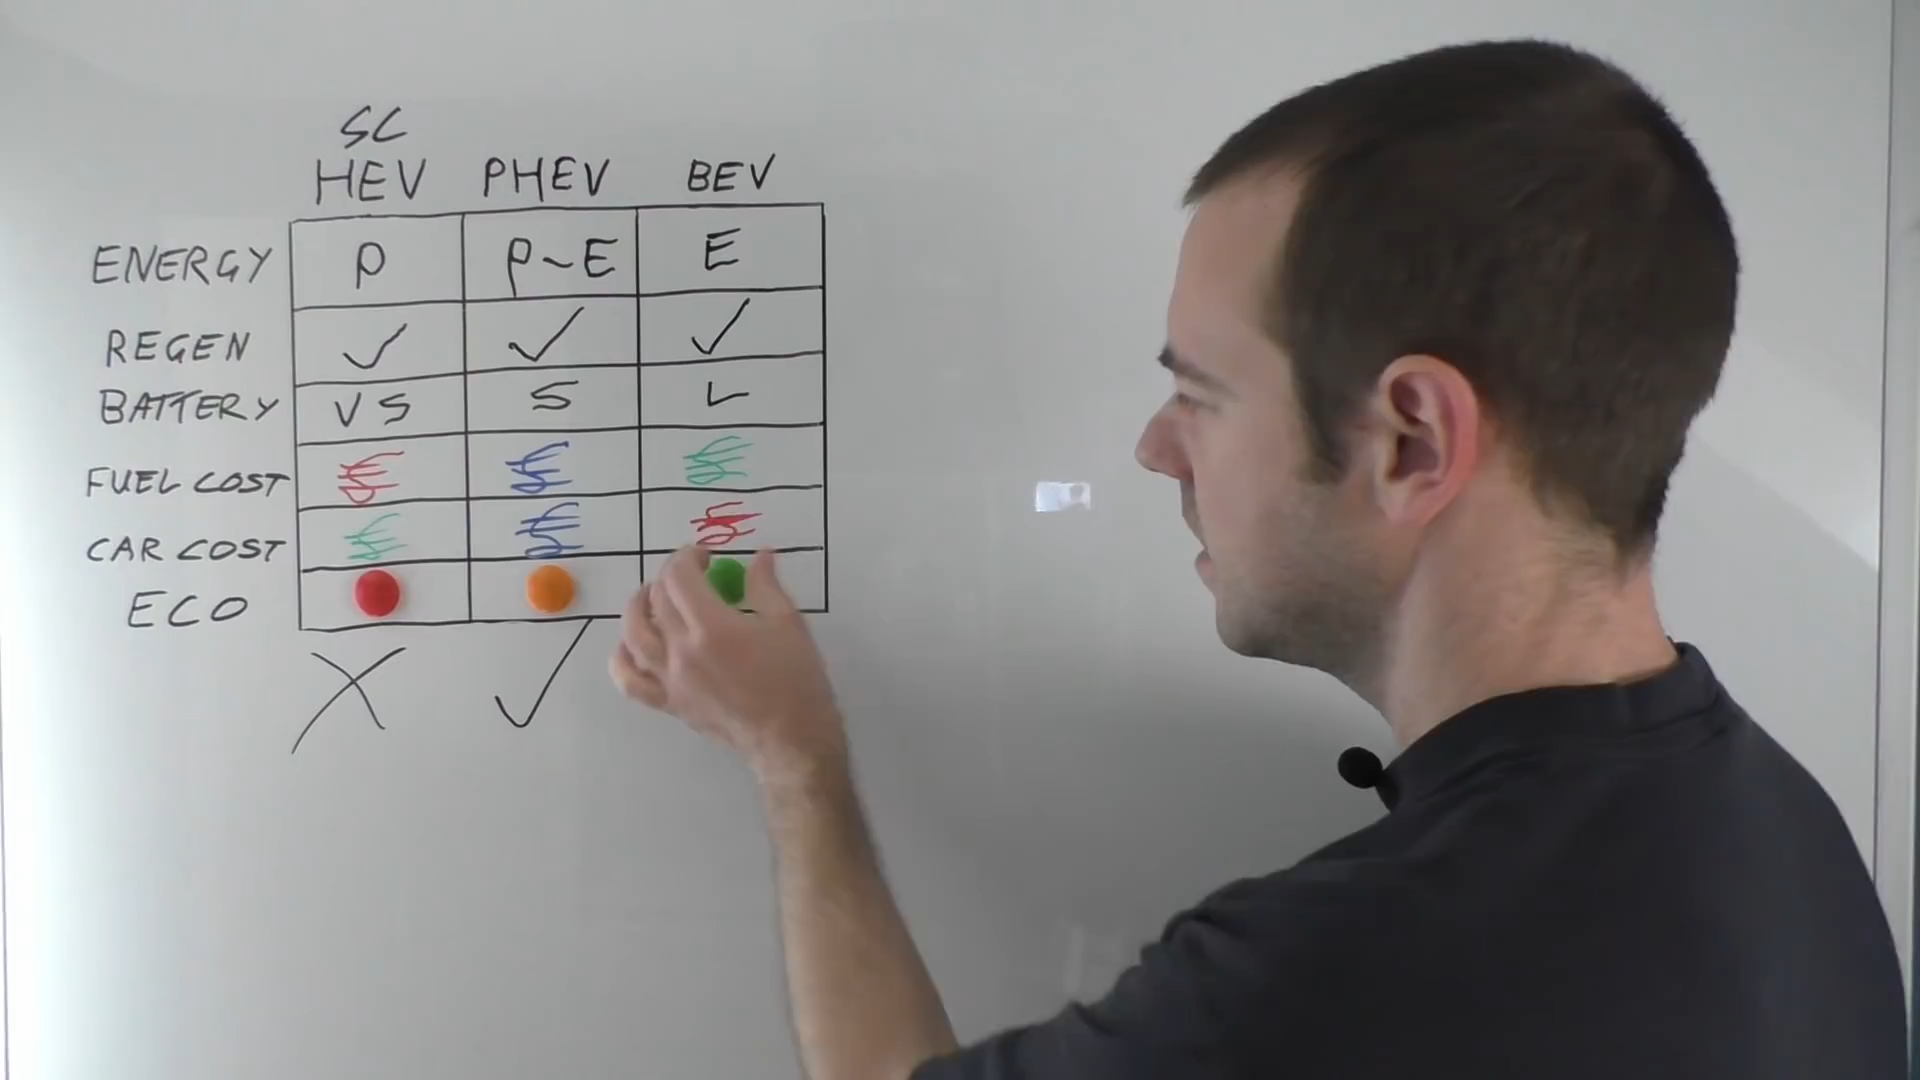 SC
HEV PHEV BEV
ENERGY P P~E E
REGEN ✓ ✓ ✓
BATTERY VS S L
FUEL COST
CAR COST
ECO
X ✓